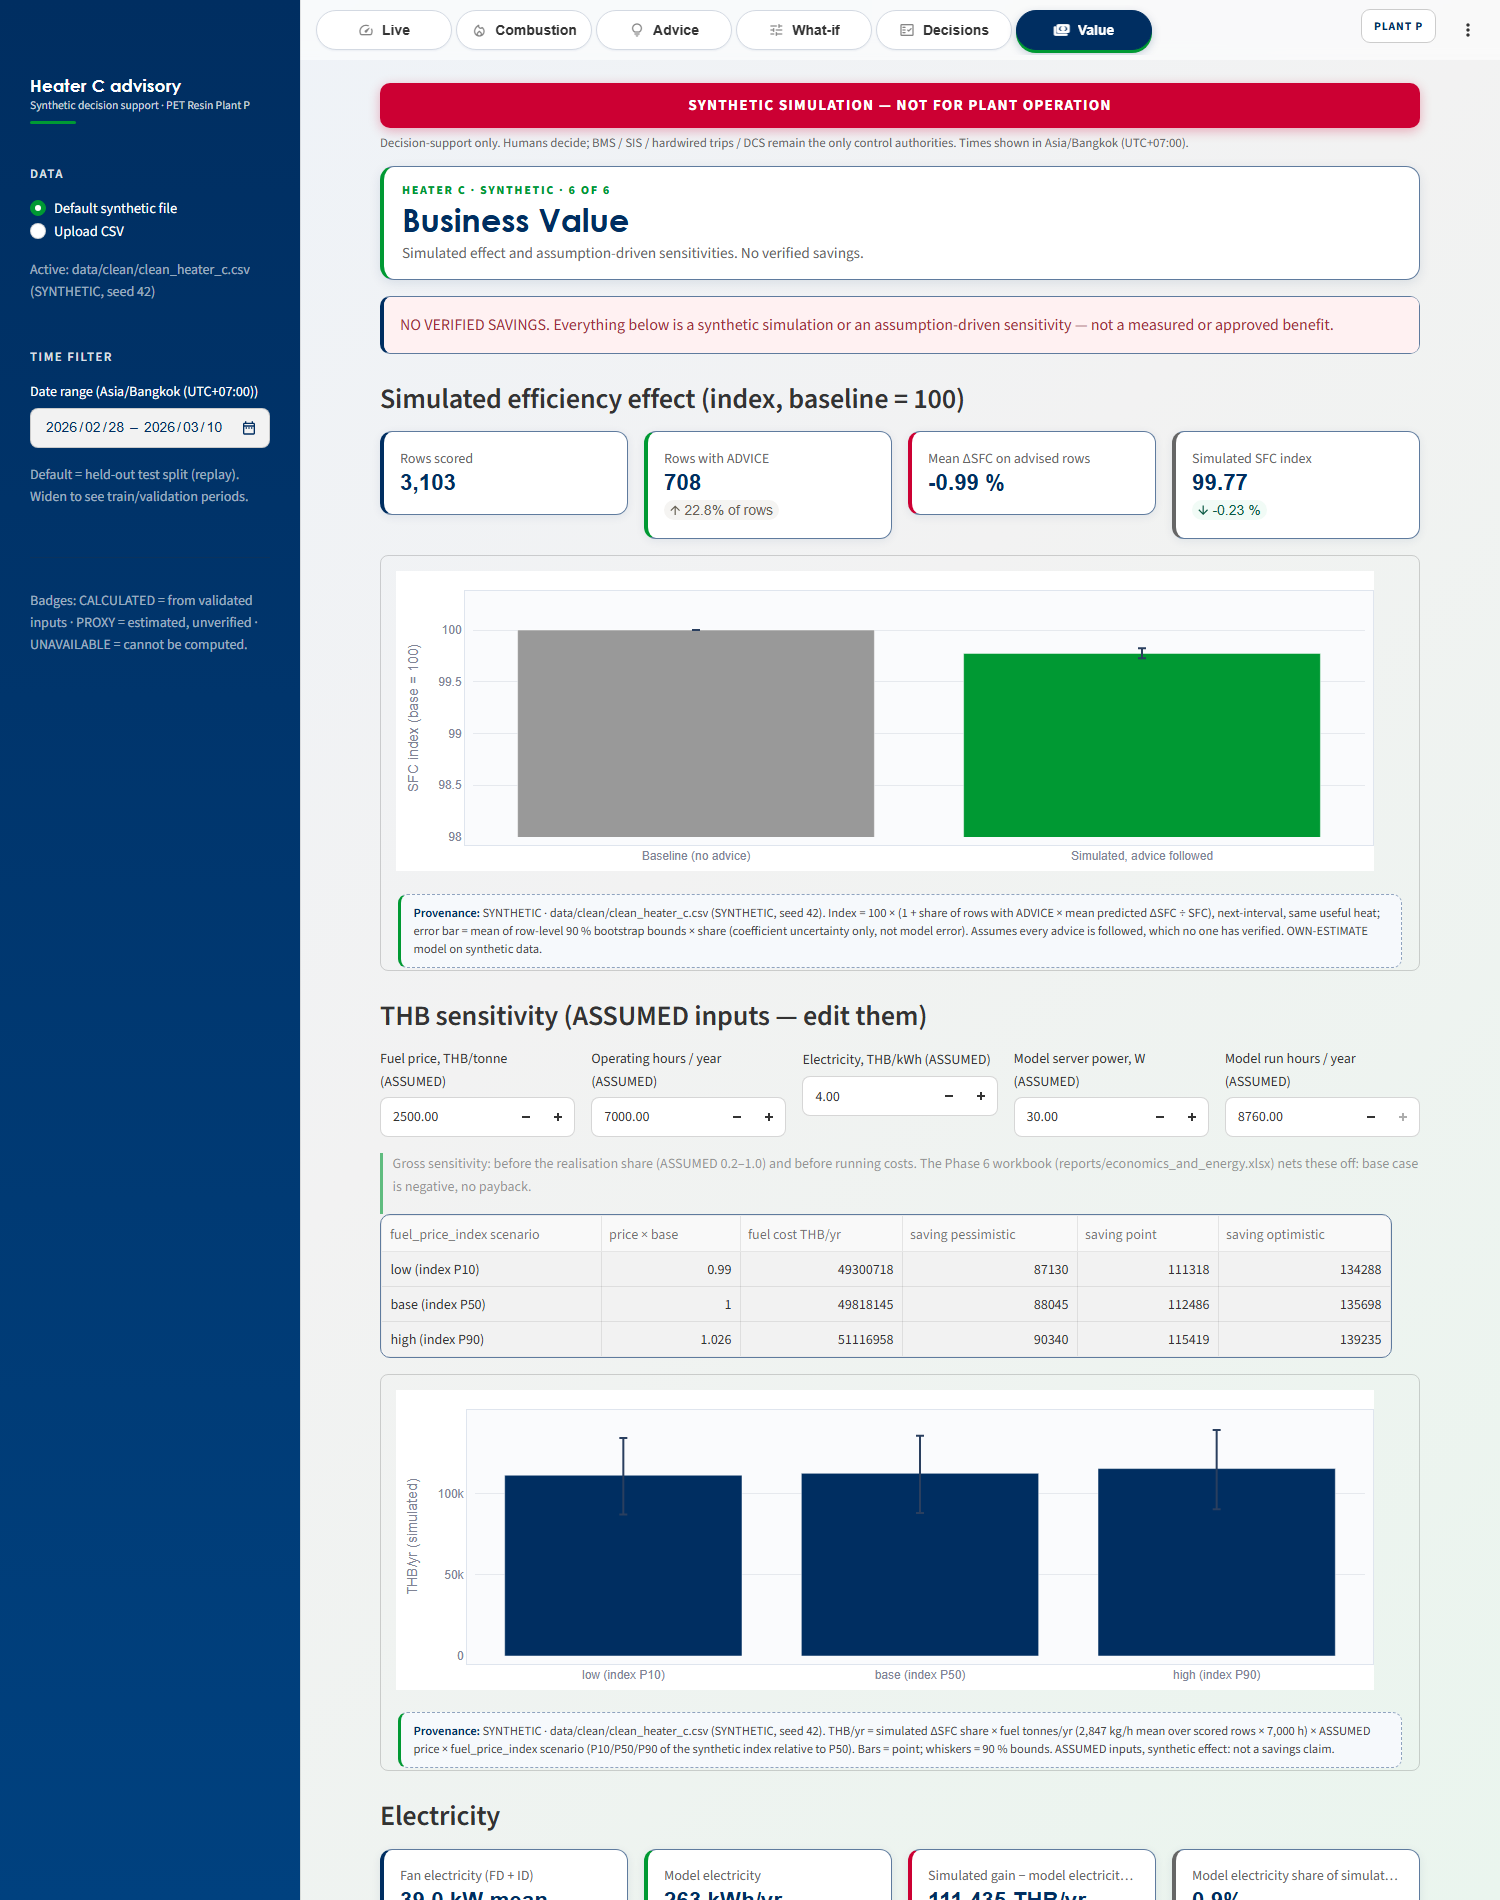 Live
Combustion
Advice
What-if
Decisions
Value
PLANT P
Heater C advisory
Synthetic decision support · PET Resin Plant P
DATA
Default synthetic file
Upload CSV
Active: data/clean/clean_heater_c.csv
(SYNTHETIC, seed 42)
TIME FILTER
Date range (Asia/Bangkok (UTC+07:00))
2026/02/28 – 2026/03/10
Default = held-out test split (replay).
Widen to see train/validation periods.
Badges: CALCULATED = from validated
inputs · PROXY = estimated, unverified ·
UNAVAILABLE = cannot be computed.
SYNTHETIC SIMULATION — NOT FOR PLANT OPERATION
Decision-support only. Humans decide; BMS / SIS / hardwired trips / DCS remain the only control authorities. Times shown in Asia/Bangkok (UTC+07:00).
HEATER C · SYNTHETIC · 6 OF 6
Business Value
Simulated effect and assumption-driven sensitivities. No verified savings.
NO VERIFIED SAVINGS. Everything below is a synthetic simulation or an assumption-driven sensitivity — not a measured or approved benefit.
Simulated efficiency effect (index, baseline = 100)
Rows scored
3,103
Rows with ADVICE
708
↑ 22.8% of rows
Mean ΔSFC on advised rows
-0.99 %
Simulated SFC index
99.77
↓ -0.23 %
SFC index (base = 100)
100
99.5
99
98.5
98
Baseline (no advice)
Simulated, advice followed
Provenance: SYNTHETIC · data/clean/clean_heater_c.csv (SYNTHETIC, seed 42). Index = 100 × (1 + share of rows with ADVICE × mean predicted ΔSFC ÷ SFC), next-interval, same useful heat;
error bar = mean of row-level 90 % bootstrap bounds × share (coefficient uncertainty only, not model error). Assumes every advice is followed, which no one has verified. OWN-ESTIMATE
model on synthetic data.
THB sensitivity (ASSUMED inputs — edit them)
Fuel price, THB/tonne
(ASSUMED)
2500.00
Operating hours / year
(ASSUMED)
7000.00
Electricity, THB/kWh (ASSUMED)
4.00
Model server power, W
(ASSUMED)
30.00
Model run hours / year
(ASSUMED)
8760.00
Gross sensitivity: before the realisation share (ASSUMED 0.2–1.0) and before running costs. The Phase 6 workbook (reports/economics_and_energy.xlsx) nets these off: base case
is negative, no payback.
fuel_price_index scenario price × base fuel cost THB/yr saving pessimistic saving point saving optimistic
low (index P10) 0.99 49300718 87130 111318 134288
base (index P50) 1 49818145 88045 112486 135698
high (index P90) 1.026 51116958 90340 115419 139235
THB/yr (simulated)
100k
50k
0
low (index P10)
base (index P50)
high (index P90)
Provenance: SYNTHETIC · data/clean/clean_heater_c.csv (SYNTHETIC, seed 42). THB/yr = simulated ΔSFC share × fuel tonnes/yr (2,847 kg/h mean over scored rows × 7,000 h) × ASSUMED
price × fuel_price_index scenario (P10/P50/P90 of the synthetic index relative to P50). Bars = point; whiskers = 90 % bounds. ASSUMED inputs, synthetic effect: not a savings claim.
Electricity
Fan electricity (FD + ID)
39.0 kW mean
Model electricity
263 kWh/yr
Simulated gain − model electricit…
111,435 THB/yr
Model electricity share of simulat…
0.9%